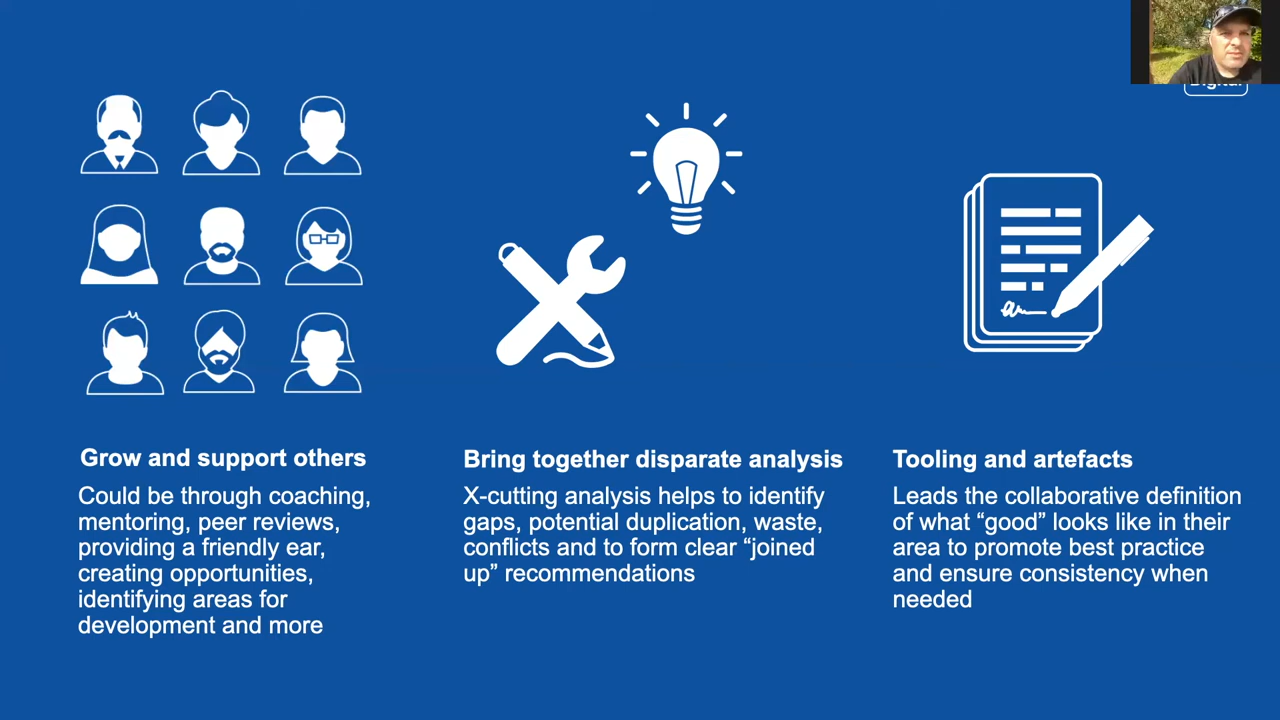 Digital
Grow and support others
Could be through coaching,
mentoring, peer reviews,
providing a friendly ear,
creating opportunities,
identifying areas for
development and more
Bring together disparate analysis
X-cutting analysis helps to identify
gaps, potential duplication, waste,
conflicts and to form clear “joined
up” recommendations
Tooling and artefacts
Leads the collaborative definition
of what “good” looks like in their
area to promote best practice
and ensure consistency when
needed